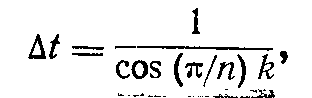 Δt = 1 / cos (π/n) k,